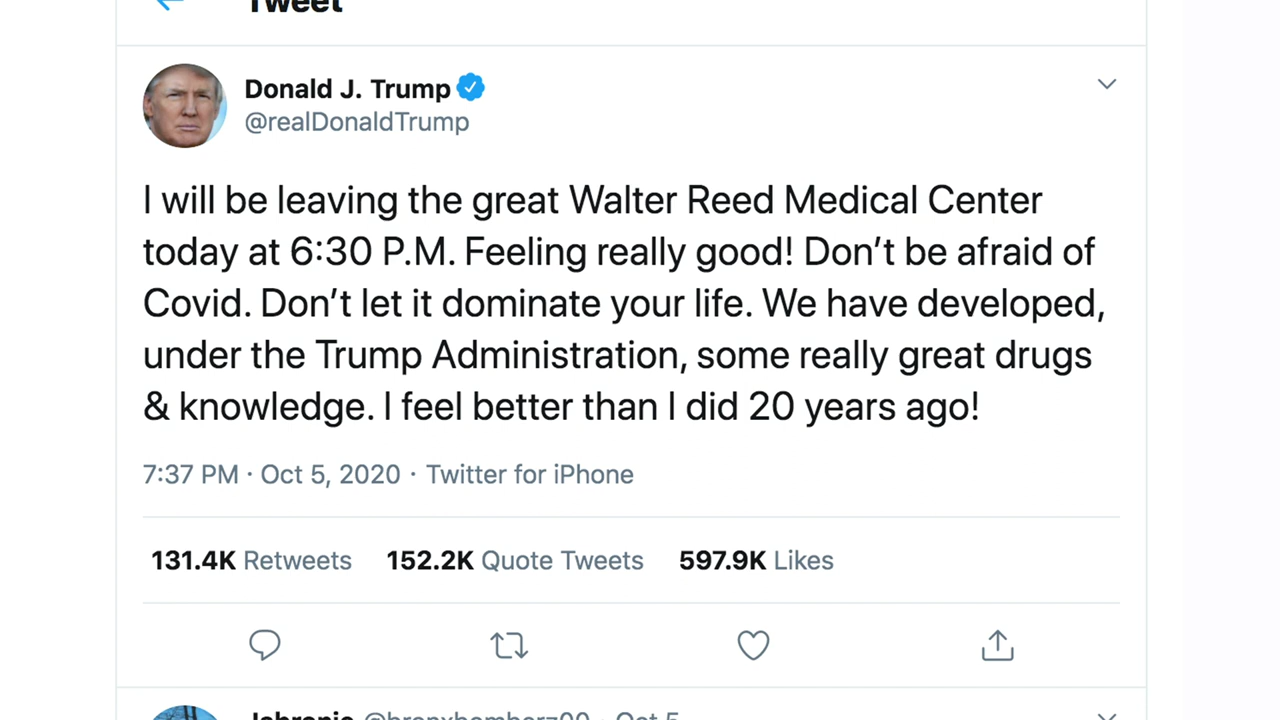 Tweet
Donald J. Trump
@realDonaldTrump
I will be leaving the great Walter Reed Medical Center
today at 6:30 P.M. Feeling really good! Don’t be afraid of
Covid. Don’t let it dominate your life. We have developed,
under the Trump Administration, some really great drugs
& knowledge. I feel better than I did 20 years ago!
7:37 PM · Oct 5, 2020 · Twitter for iPhone
131.4K Retweets 152.2K Quote Tweets 597.9K Likes
· Oct 5